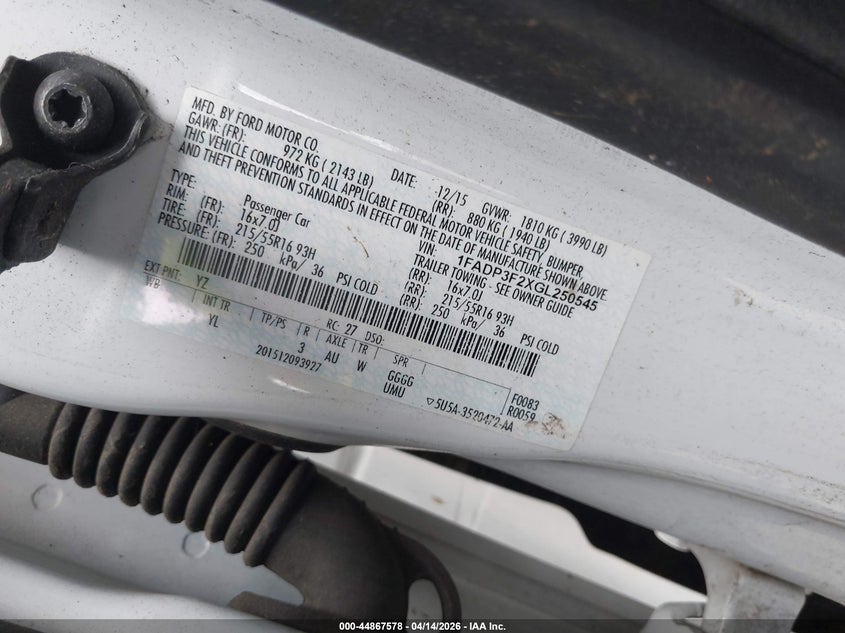 MFD. BY FORD MOTOR CO.
DATE: 12/15 GVWR: 1810 KG ( 3990 LB)
GAWR: (FR): 972 KG ( 2143 LB) (RR): 880 KG ( 1940 LB)
THIS VEHICLE CONFORMS TO ALL APPLICABLE FEDERAL MOTOR VEHICLE SAFETY, BUMPER
AND THEFT PREVENTION STANDARDS IN EFFECT ON THE DATE OF MANUFACTURE SHOWN ABOVE.
VIN: 1FADP3F2XGL250545
TYPE: Passenger Car TRAILER TOWING - SEE OWNER GUIDE
RIM: (FR): 16x7.0J (RR): 16x7.0J
TIRE: (FR): 215/55R16 93H (RR): 215/55R16 93H
PRESSURE: (FR): 250 kPa/ 36 PSI COLD (RR): 250 kPa/ 36 PSI COLD
EXT PNT: YZ RC: 27 DSO: F0083
WB INT TR TP/PS R AXLE TR SPR R0059
YL 3 AU W GGGG
UMU
201512093927 5U5A-3520472-AA
000-44867578 - 04/14/2026 - IAA Inc.